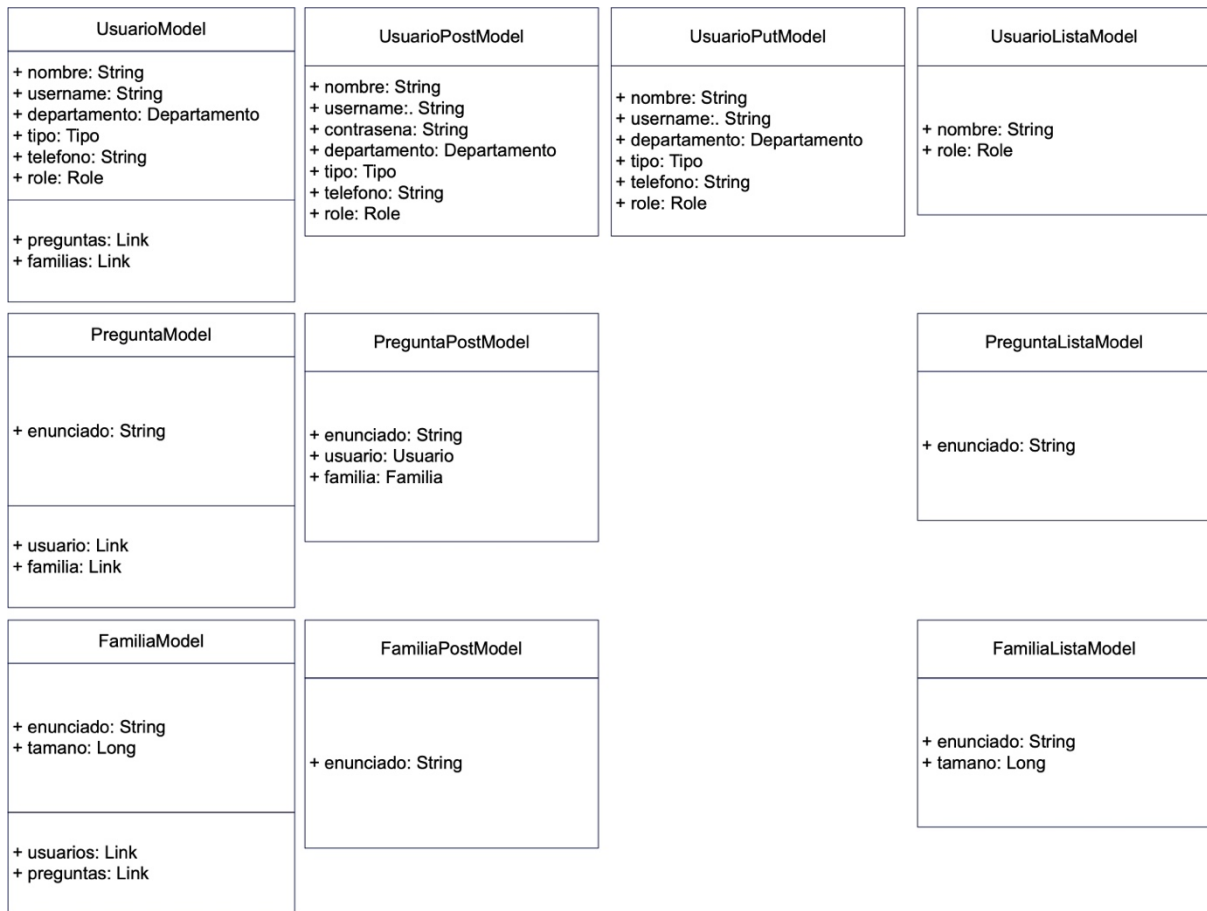 UsuarioModel
+ nombre: String
+ username: String
+ departamento: Departamento
+ tipo: Tipo
+ telefono: String
+ role: Role
+ preguntas: Link
+ familias: Link
UsuarioPostModel
+ nombre: String
+ username:. String
+ contrasena: String
+ departamento: Departamento
+ tipo: Tipo
+ telefono: String
+ role: Role
UsuarioPutModel
+ nombre: String
+ username:. String
+ departamento: Departamento
+ tipo: Tipo
+ telefono: String
+ role: Role
UsuarioListaModel
+ nombre: String
+ role: Role
PreguntaModel
+ enunciado: String
+ usuario: Link
+ familia: Link
PreguntaPostModel
+ enunciado: String
+ usuario: Usuario
+ familia: Familia
PreguntaListaModel
+ enunciado: String
FamiliaModel
+ enunciado: String
+ tamano: Long
+ usuarios: Link
+ preguntas: Link
FamiliaPostModel
+ enunciado: String
FamiliaListaModel
+ enunciado: String
+ tamano: Long